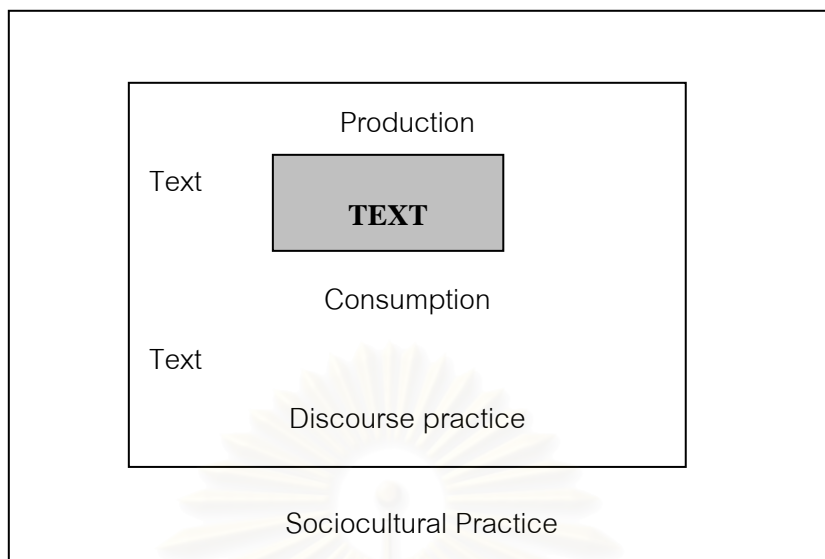 Production
Text
TEXT
Consumption
Text
Discourse practice
Sociocultural Practice